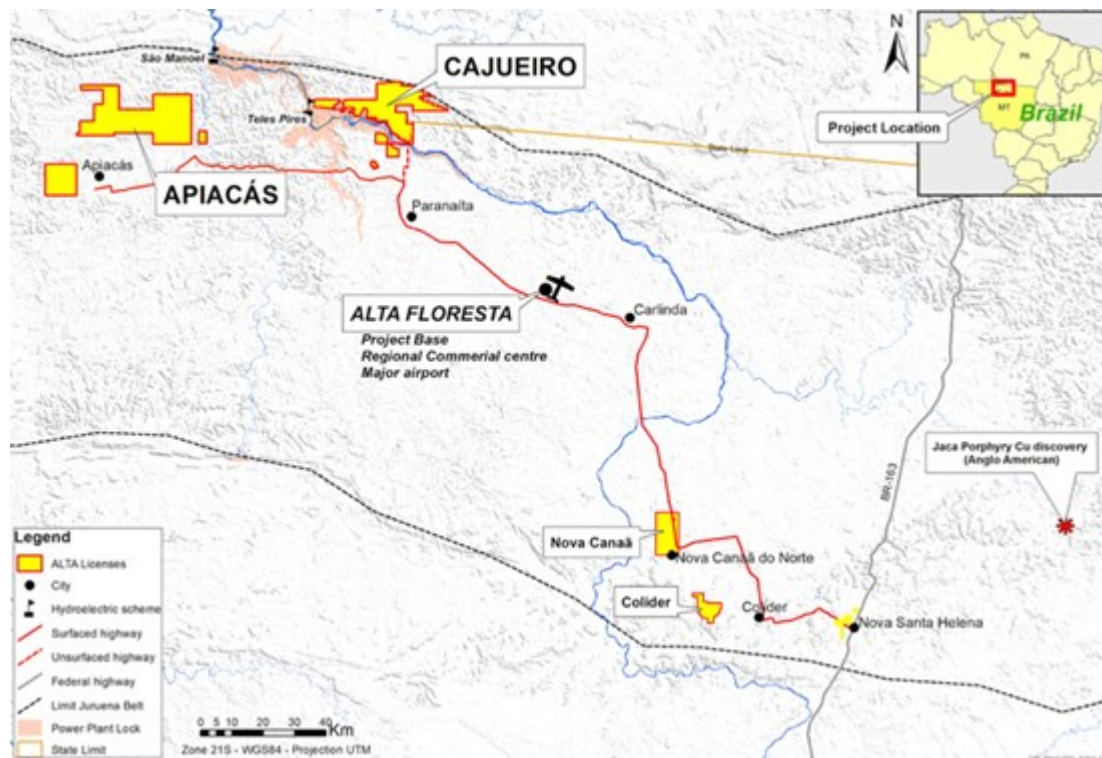 São Manoel
CAJUEIRO
N
PA
MT
Brazil
Project Location
Teles Pires
State Limit
Apiacás
APIACÁS
Paranaíta
ALTA FLORESTA
Project Base
Regional Commerial centre
Major airport
Carlinda
BR-163
Jaca Porphyry Cu discovery
(Anglo American)
Nova Canaã
Nova Canaã do Norte
Colider
Colider
Nova Santa Helena
Legend
ALTA Licenses
City
Hydroelectric scheme
Surfaced highway
Unsurfaced highway
Federal highway
Limit Juruena Belt
Power Plant Lock
State Limit
0 5 10 20 30 40
Km
Zone 21S - WGS84 - Projection UTM